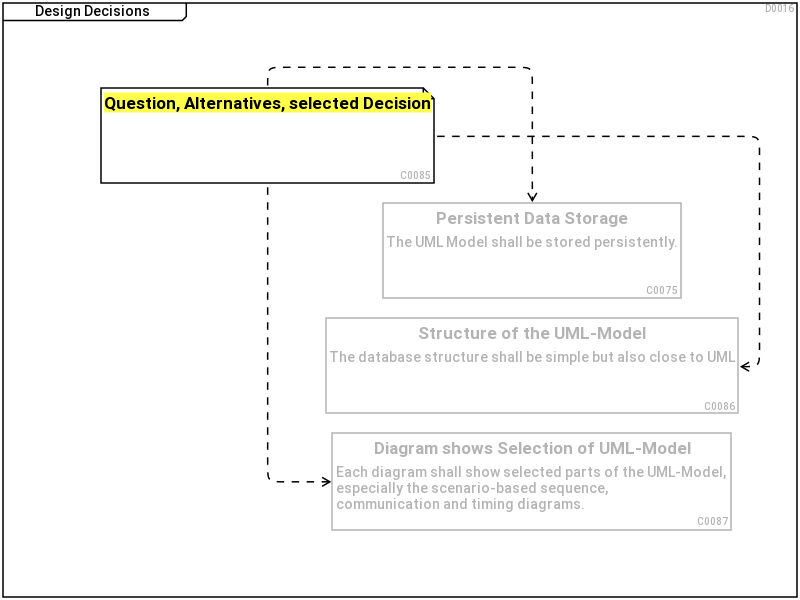 Design Decisions
D0016
Question, Alternatives, selected Decision
C0085
Persistent Data Storage
The UML Model shall be stored persistently.
C0075
Structure of the UML-Model
The database structure shall be simple but also close to UML
C0086
Diagram shows Selection of UML-Model
Each diagram shall show selected parts of the UML-Model,
especially the scenario-based sequence,
communication and timing diagrams.
C0087